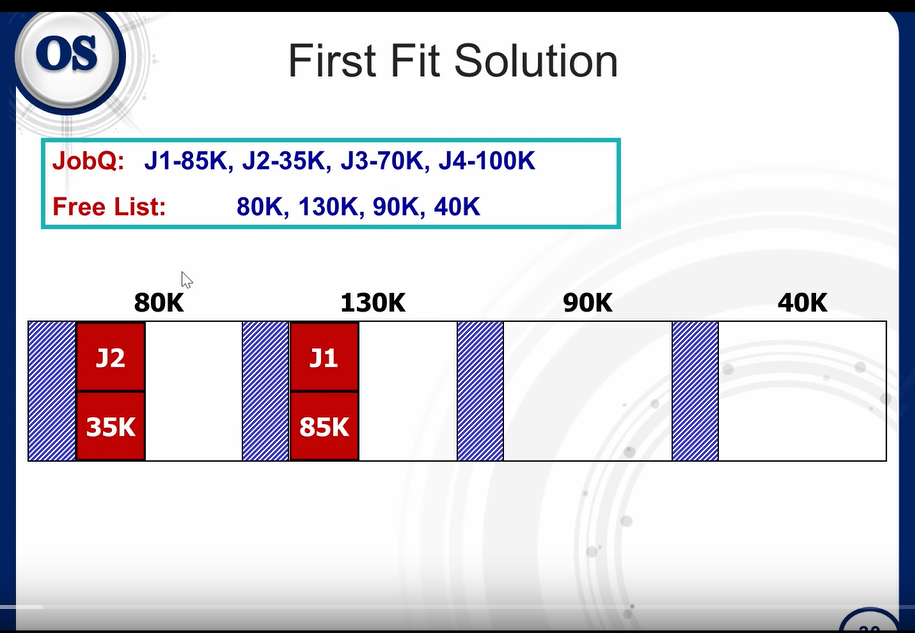 OS
First Fit Solution
JobQ: J1-85K, J2-35K, J3-70K, J4-100K
Free List: 80K, 130K, 90K, 40K
80K 130K 90K 40K
J2 J1
35K 85K